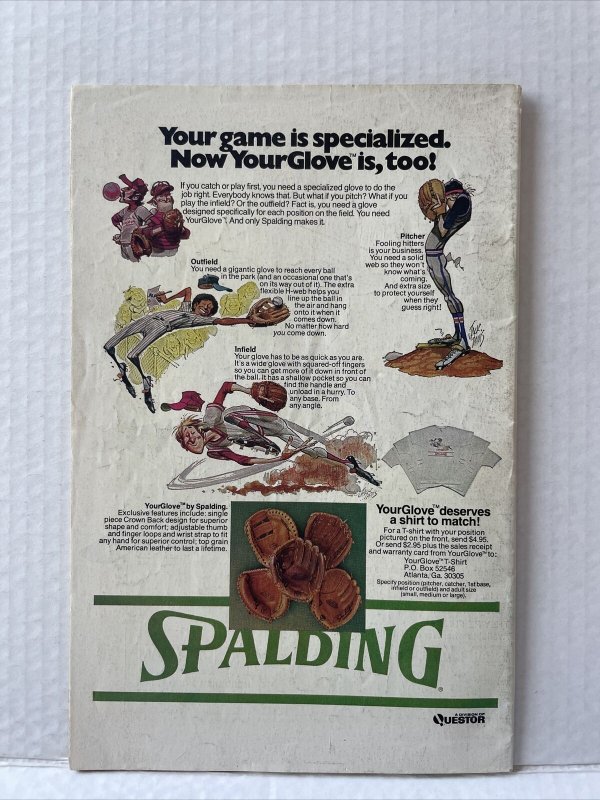 Your game is specialized.
Now YourGlove™ is, too!
If you catch or play first, you need a specialized glove to do the
job right. Everybody knows that. But what if you pitch? What if you
play the infield? Or the outfield? Fact is, you need a glove
designed specifically for each position on the field. You need
YourGlove™. And only Spalding makes it.
Pitcher
Fooling hitters
is your business.
You need a solid
web so they won't
know what's
coming.
And extra size
to protect yourself
when they
guess right!
Outfield
You need a gigantic glove to reach every ball
in the park (and an occasional one that's
on its way out of it). The extra
flexible H-web helps you
line up the ball in
the air and hang
onto it when it
comes down.
No matter how hard
you come down.
Infield
Your glove has to be as quick as you are.
It's a wide glove with squared-off fingers
so you can get more of it down in front of
the ball. It has a shallow pocket so you can
find the handle and
unload in a hurry. To
any base. From
any angle.
YourGlove™ by Spalding.
Exclusive features include: single
piece Crown Back design for superior
shape and comfort; adjustable thumb
and finger loops and wrist strap to fit
any hand for superior control; top grain
American leather to last a lifetime.
YourGlove™ deserves
a shirt to match!
For a T-shirt with your position
pictured on the front, send $4.95.
Or send $2.95 plus the sales receipt
and warranty card from YourGlove™ to:
YourGlove™ T-Shirt
P.O. Box 52546
Atlanta, Ga. 30305
Specify position (pitcher, catcher, 1st base,
infield or outfield) and adult size
(small, medium or large).
SPALDING®
A DIVISION OF
QUESTOR